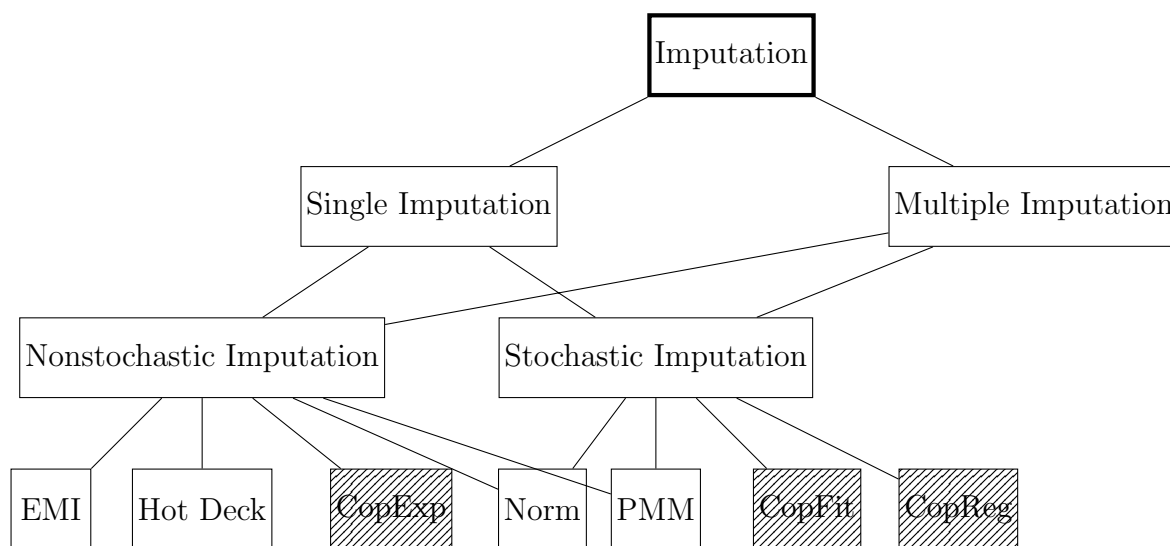 Imputation
Single Imputation
Multiple Imputation
Nonstochastic Imputation
Stochastic Imputation
EMI
Hot Deck
CopExp
Norm
PMM
CopFit
CopReg